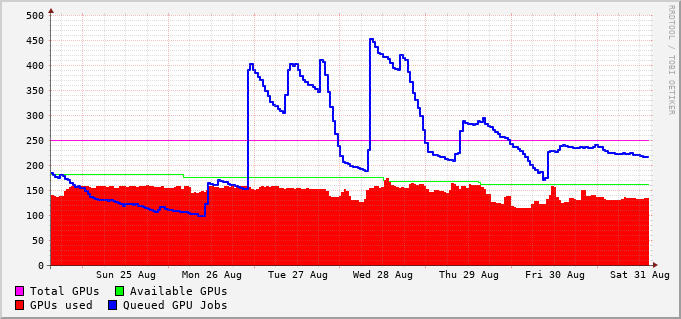 500
450
400
350
300
250
200
150
100
50
0
Sun 25 Aug Mon 26 Aug Tue 27 Aug Wed 28 Aug Thu 29 Aug Fri 30 Aug Sat 31 Aug
Total GPUs Available GPUs
GPUs used Queued GPU Jobs
RRDTOOL / TOBI OETIKER